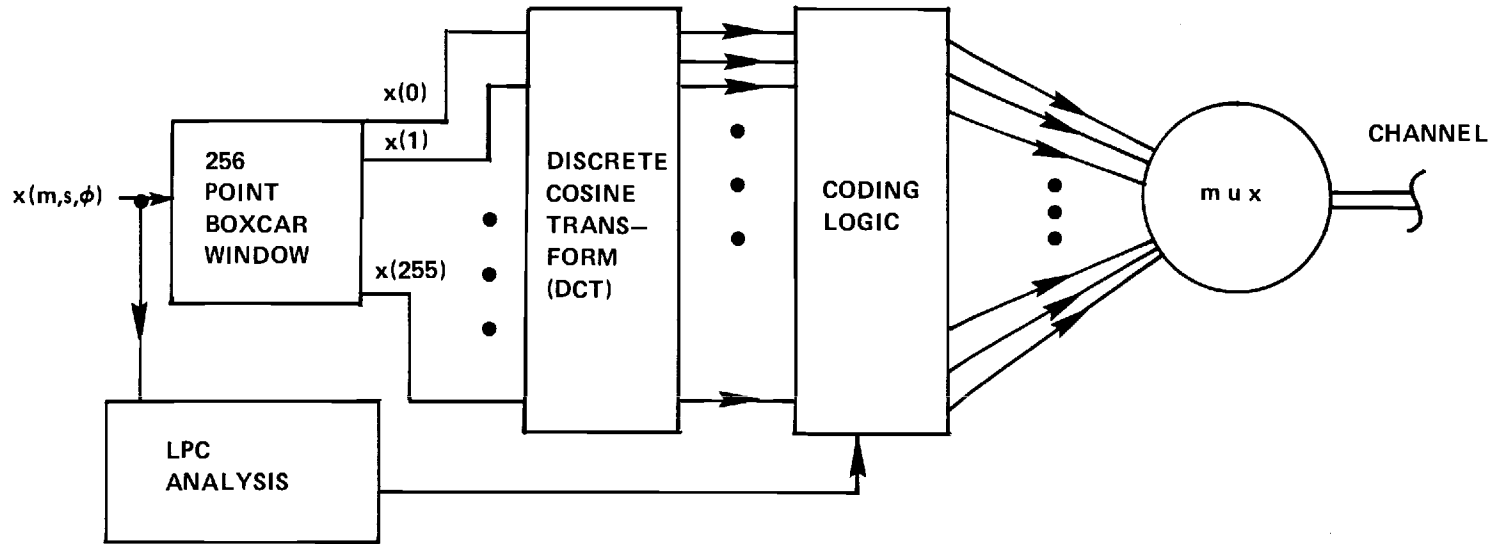 x(m,s,ϕ)
256
POINT
BOXCAR
WINDOW
x(0)
x(1)
x(255)
DISCRETE
COSINE
TRANS—
FORM
(DCT)
CODING
LOGIC
mux
CHANNEL
LPC
ANALYSIS